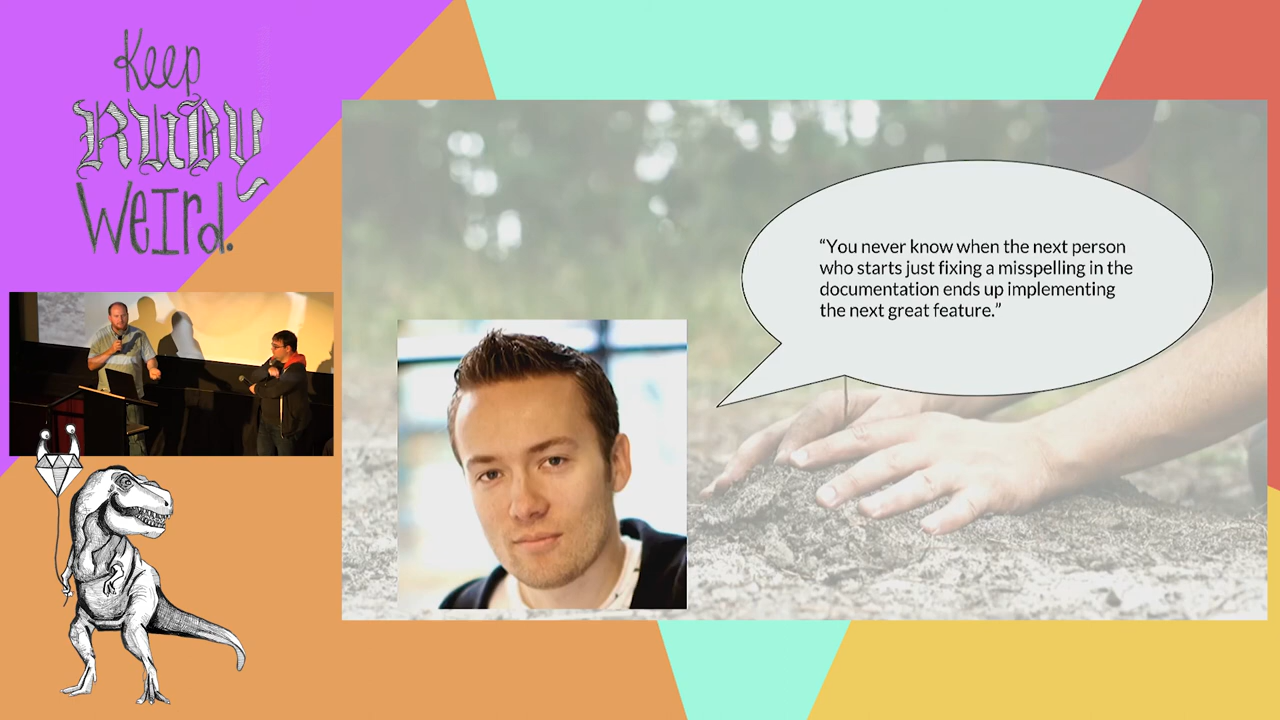 Keep
RUBY
WeIrd.
“You never know when the next person
who starts just fixing a misspelling in the
documentation ends up implementing
the next great feature.”